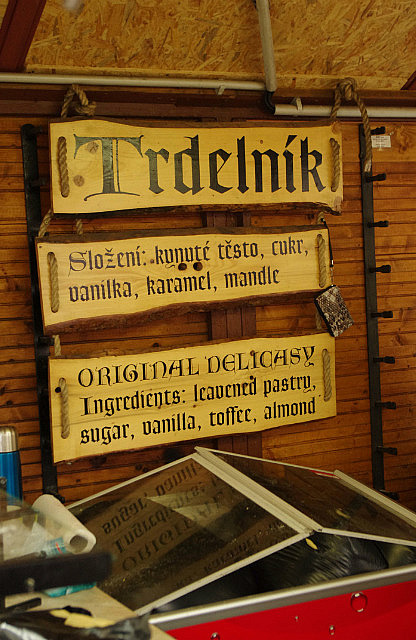 Trdelník
Složení: kynuté těsto, cukr,
vanilka, karamel, mandle
ORIGINAL DELICASY
Ingredients: leavened pastry,
sugar, vanilla, toffee, almond